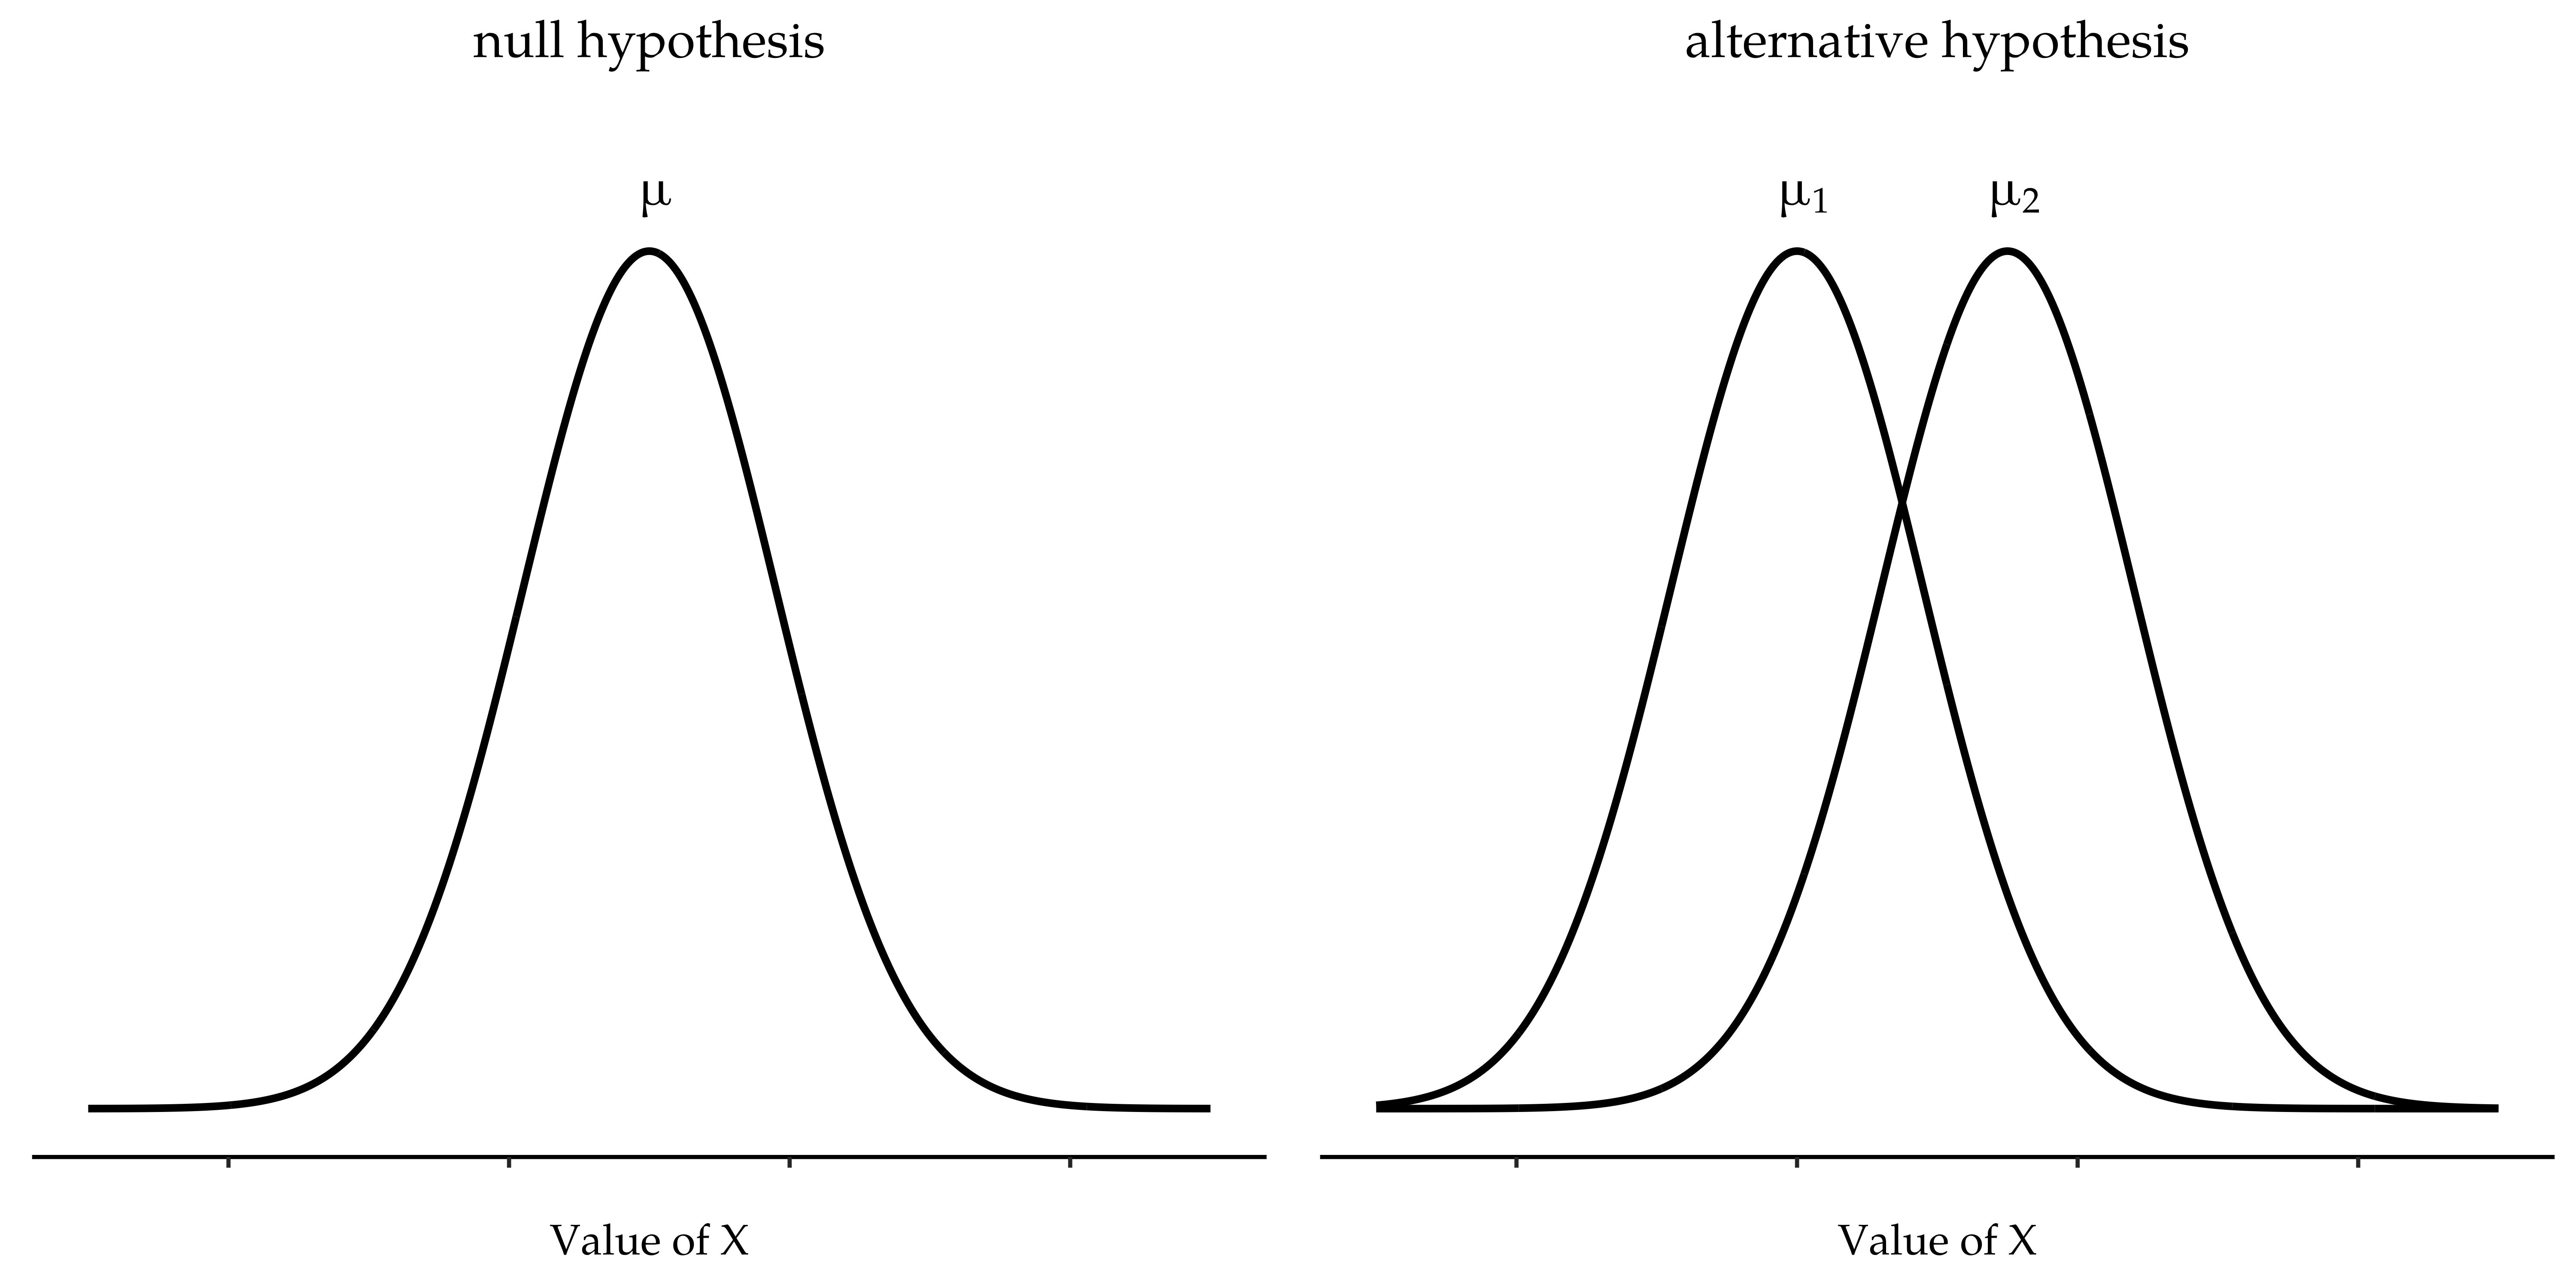 null hypothesis
μ
Value of X
alternative hypothesis
μ₁ μ₂
Value of X